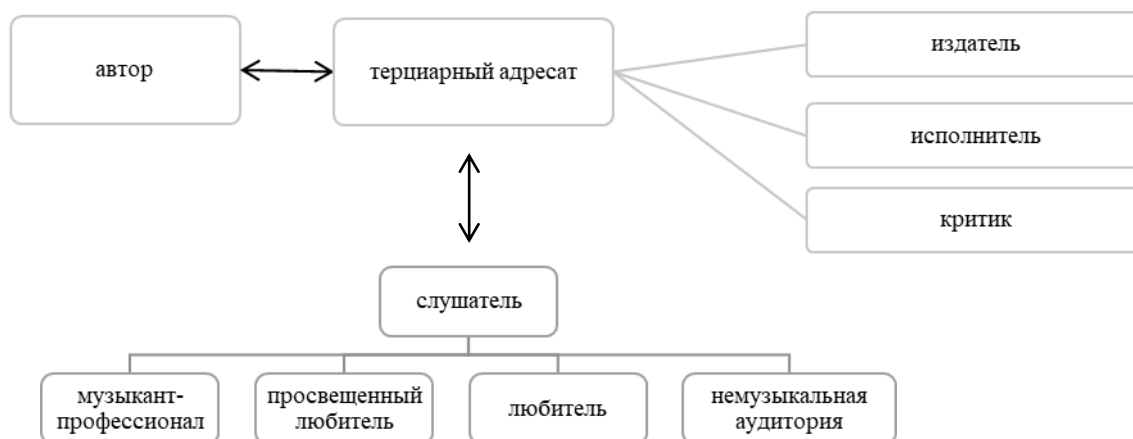 автор
терциарный адресат
издатель
исполнитель
критик
слушатель
музыкант-
профессионал
просвещенный
любитель
любитель
немузыкальная
аудитория